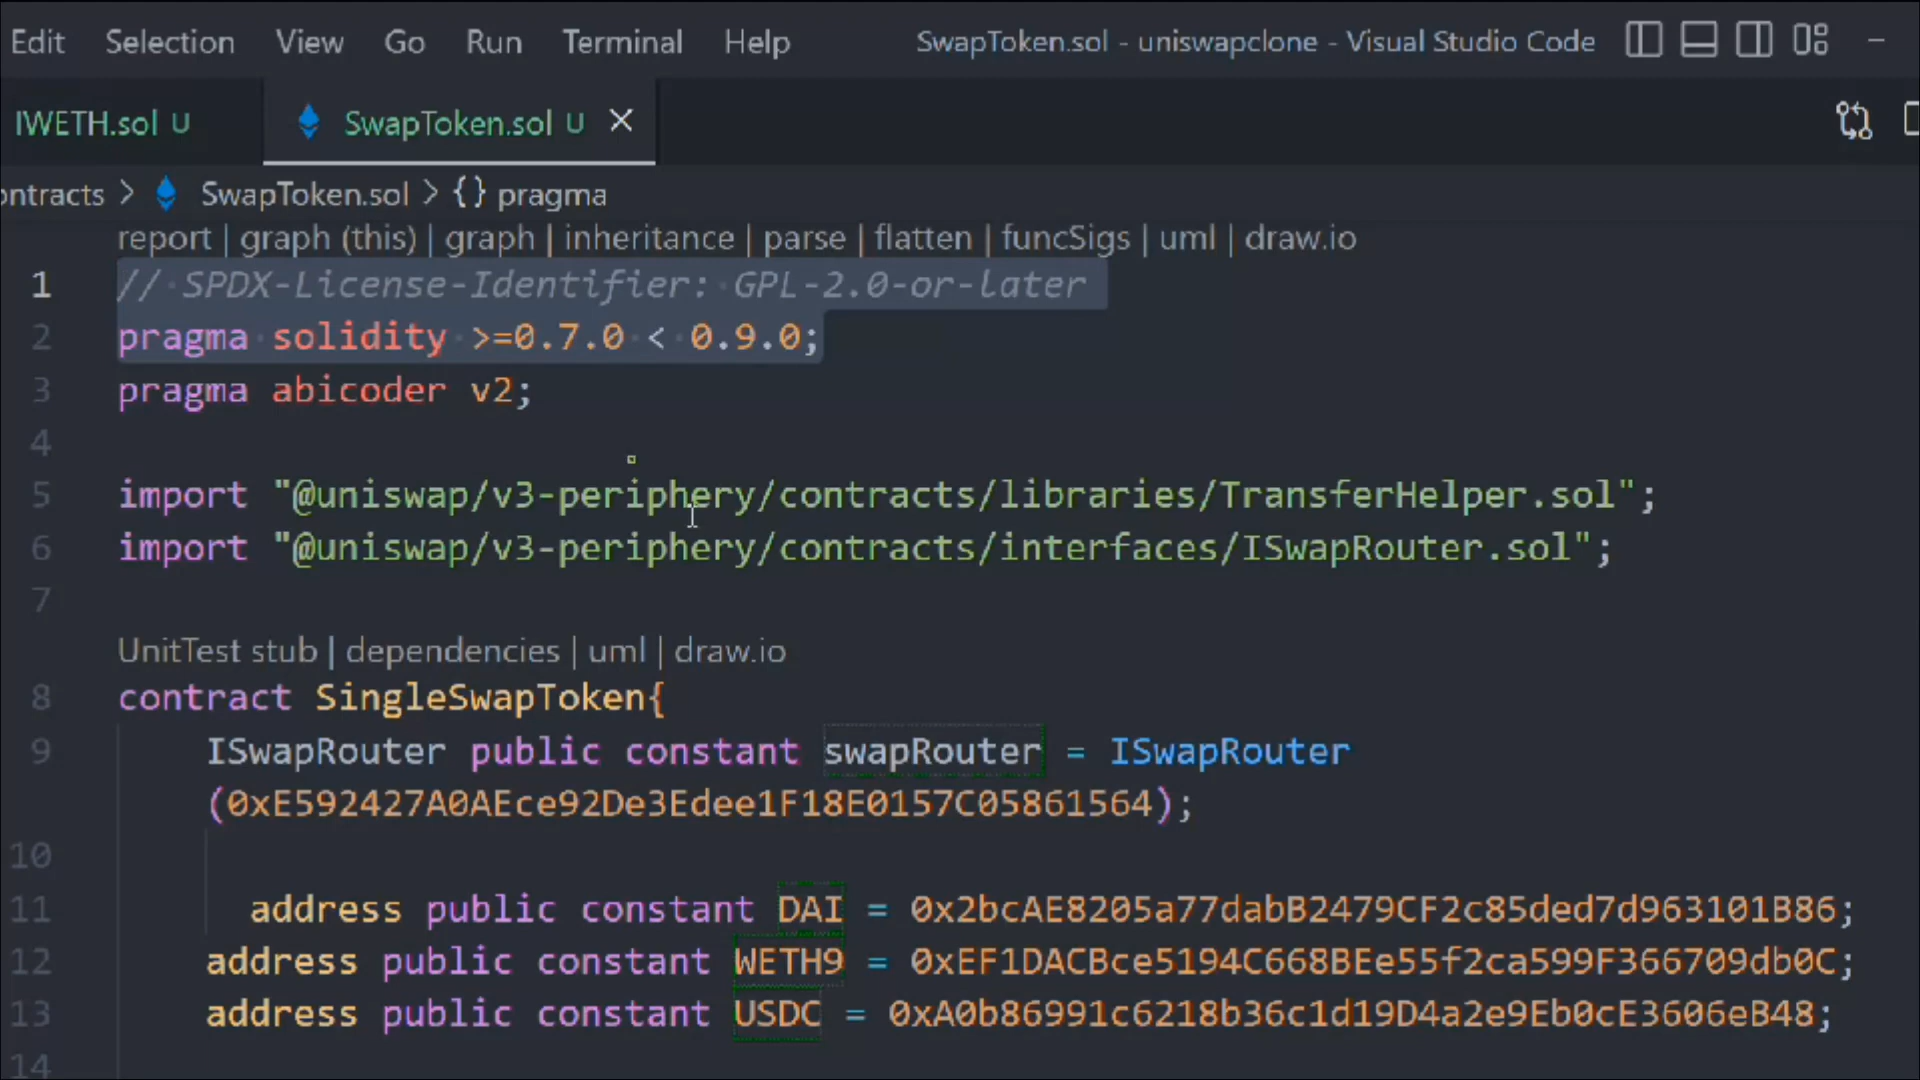 Edit Selection View Go Run Terminal Help SwapToken.sol - uniswapclone - Visual Studio Code
IWETH.sol U SwapToken.sol U
ontracts > SwapToken.sol > {} pragma
report | graph (this) | graph | inheritance | parse | flatten | funcSigs | uml | draw.io
1 // SPDX-License-Identifier: GPL-2.0-or-later
2 pragma solidity >=0.7.0 < 0.9.0;
3 pragma abicoder v2;
4
5 import "@uniswap/v3-periphery/contracts/libraries/TransferHelper.sol";
6 import "@uniswap/v3-periphery/contracts/interfaces/ISwapRouter.sol";
7
UnitTest stub | dependencies | uml | draw.io
8 contract SingleSwapToken{
9 ISwapRouter public constant swapRouter = ISwapRouter
(0xE592427A0AEce92De3Edee1F18E0157C05861564);
10
11 address public constant DAI = 0x2bcAE8205a77dabB2479CF2c85ded7d963101B86;
12 address public constant WETH9 = 0xEF1DACBce5194C668BEe55f2ca599F366709db0C;
13 address public constant USDC = 0xA0b86991c6218b36c1d19D4a2e9Eb0cE3606eB48;
14